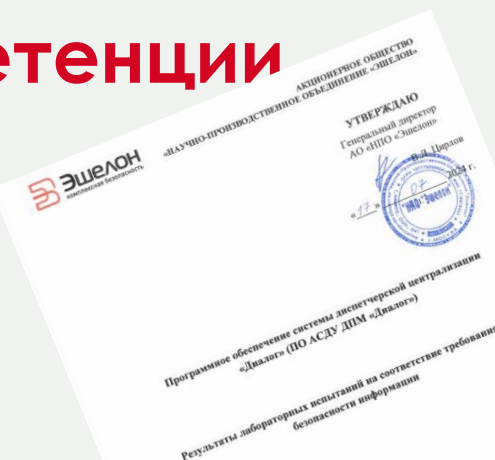 етенции
АКЦИОНЕРНОЕ ОБЩЕСТВО
«НАУЧНО-ПРОИЗВОДСТВЕННОЕ ОБЪЕДИНЕНИЕ «ЭШЕЛОН»
Эшелон
комплексная безопасность
УТВЕРЖДАЮ
Генеральный директор
АО «НПО «Эшелон»
В.Л. Цирлов
«17» 07 2024 г.
Программное обеспечение системы диспетчерской централизации
«Диалог» (ПО АСДУ ДПМ «Диалог»)
Результаты лабораторных испытаний на соответствие требования
безопасности информации